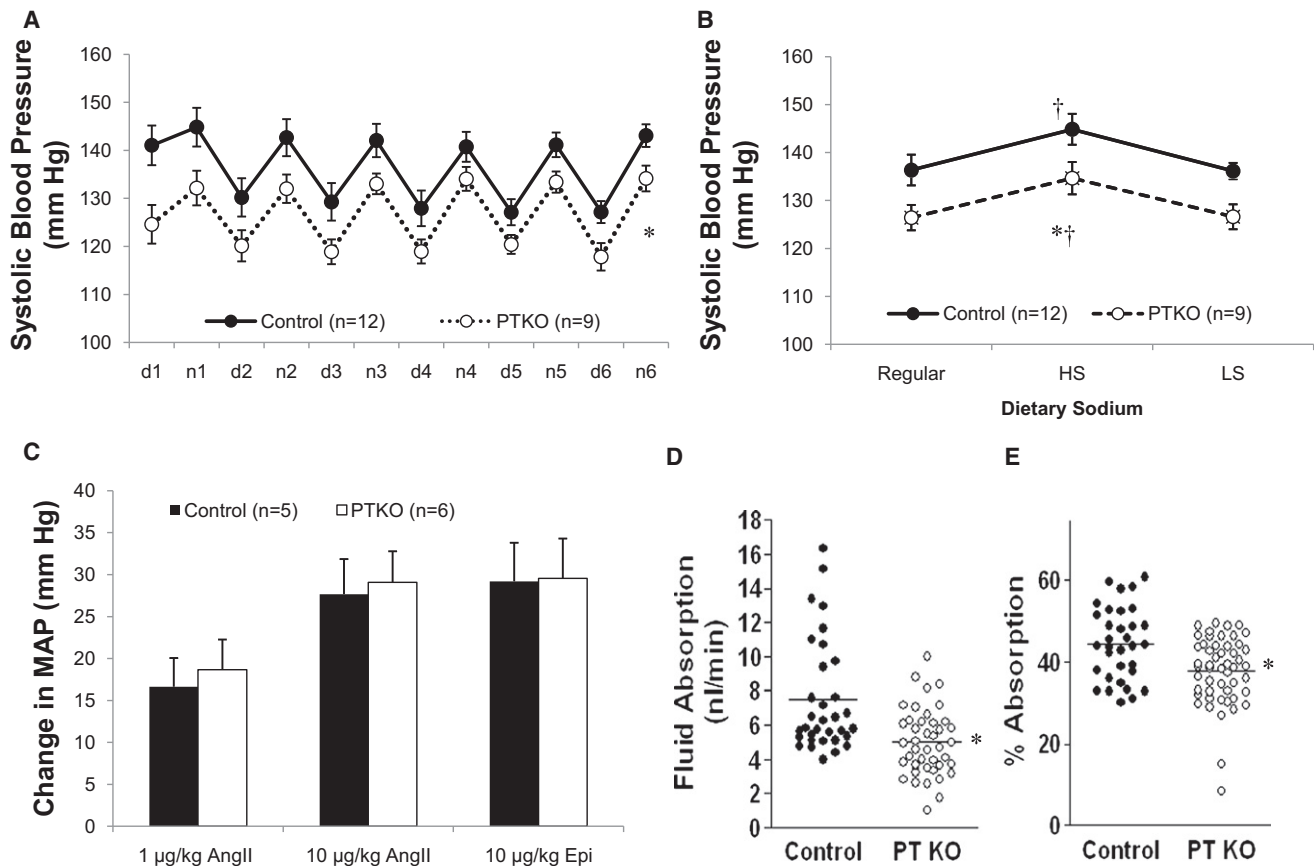 A
Systolic Blood Pressure
(mm Hg)
160
150
140
130
120
110
100
*
Control (n=12)
PTKO (n=9)
d1 n1 d2 n2 d3 n3 d4 n4 d5 n5 d6 n6
B
Systolic Blood Pressure
(mm Hg)
160
150
140
130
120
110
100
†
*†
Control (n=12)
PTKO (n=9)
Regular HS LS
Dietary Sodium
C
Change in MAP (mm Hg)
40
35
30
25
20
15
10
5
0
Control (n=5)
PTKO (n=6)
1 µg/kg AngII 10 µg/kg AngII 10 µg/kg Epi
D
Fluid Absorption
(nl/min)
18
16
14
12
10
8
6
4
2
0
*
Control PT KO
E
% Absorption
60
40
20
0
*
Control PT KO